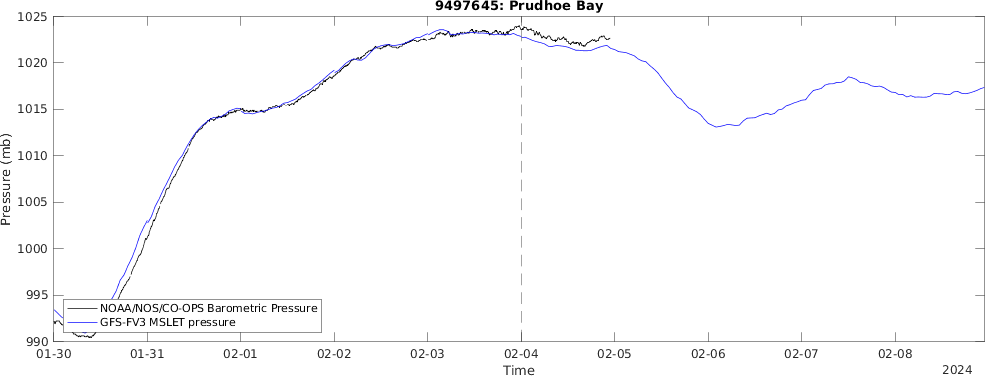 9497645: Prudhoe Bay
1025
1020
1015
1010
1005
1000
995
990
Pressure (mb)
NOAA/NOS/CO-OPS Barometric Pressure
GFS-FV3 MSLET pressure
01-30 01-31 02-01 02-02 02-03 02-04 02-05 02-06 02-07 02-08
Time
2024